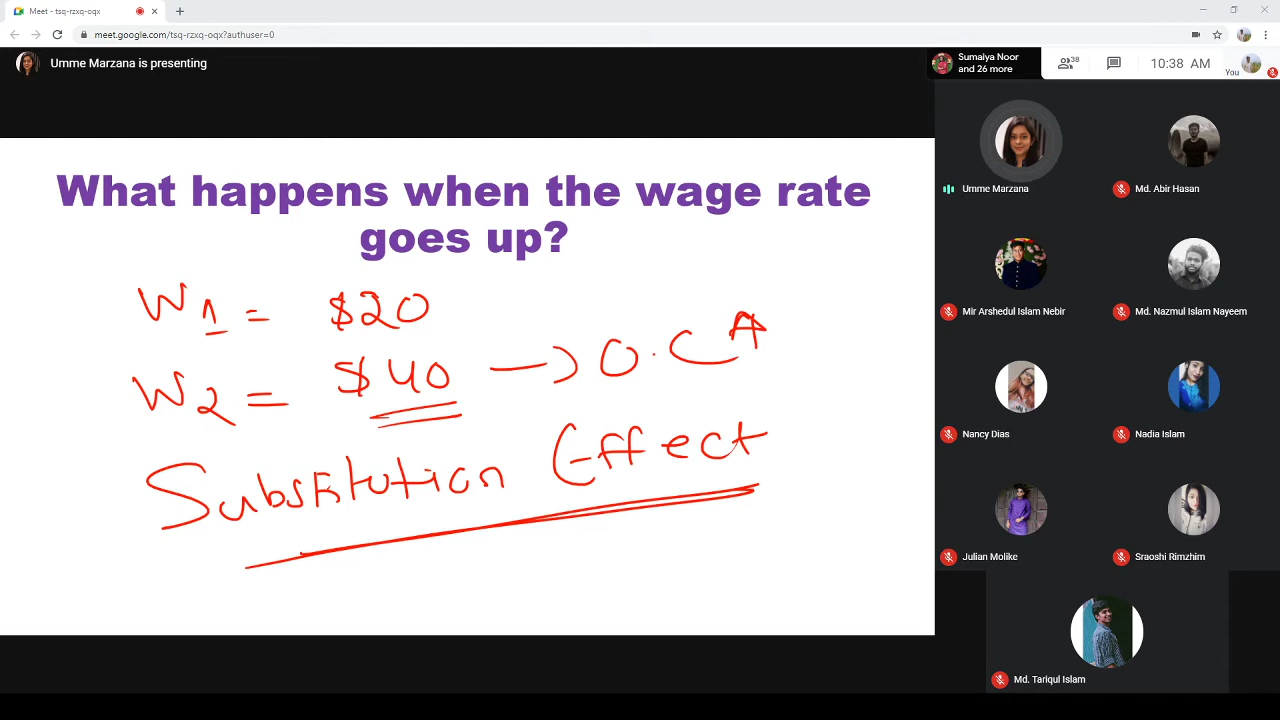 Meet - tsq-rzxq-oqx
meet.google.com/tsq-rzxq-oqx?authuser=0
Umme Marzana is presenting
Sumaiya Noor
and 26 more
38
10:38 AM
You
What happens when the wage rate
goes up?
W1 = $20
W2 = $40 → O.C↑
Substitution Effect
Umme Marzana
Md. Abir Hasan
Mir Arshedul Islam Nebir
Md. Nazmul Islam Nayeem
Nancy Dias
Nadia Islam
Julian Molike
Sraoshi Rimzhim
Md. Tariqul Islam